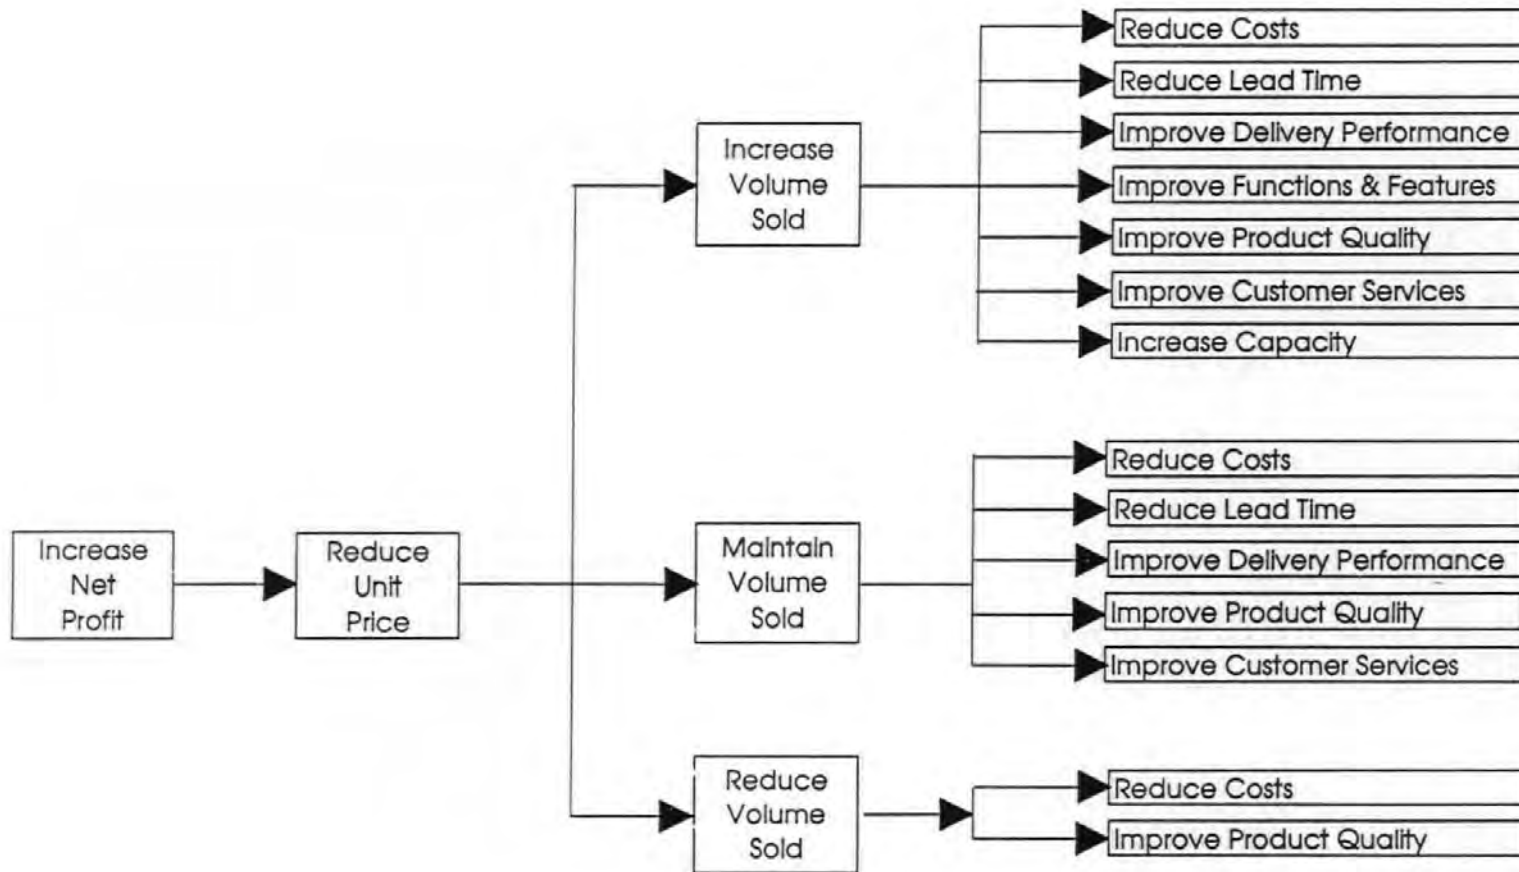 Increase
Net
Profit
Reduce
Unit
Price
Increase
Volume
Sold
Reduce Costs
Reduce Lead Time
Improve Delivery Performance
Improve Functions & Features
Improve Product Quality
Improve Customer Services
Increase Capacity
Maintain
Volume
Sold
Reduce Costs
Reduce Lead Time
Improve Delivery Performance
Improve Product Quality
Improve Customer Services
Reduce
Volume
Sold
Reduce Costs
Improve Product Quality